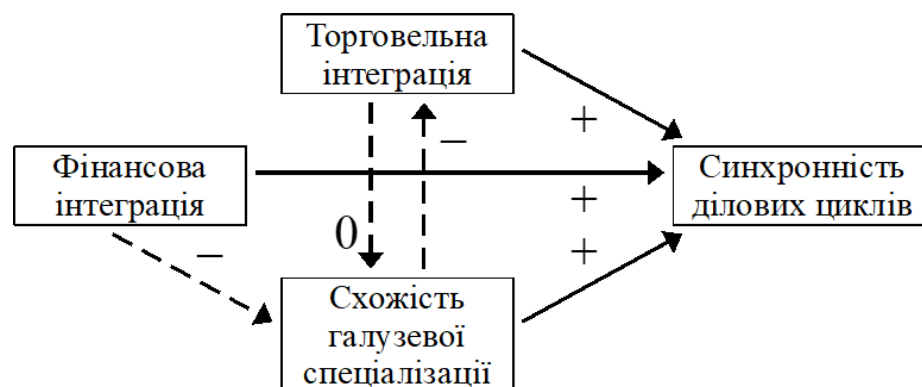 Торговельна
інтеграція
+
–
Фінансова
інтеграція
Синхронність
ділових циклів
+
0
+
–
Схожість
галузевої
спеціалізації